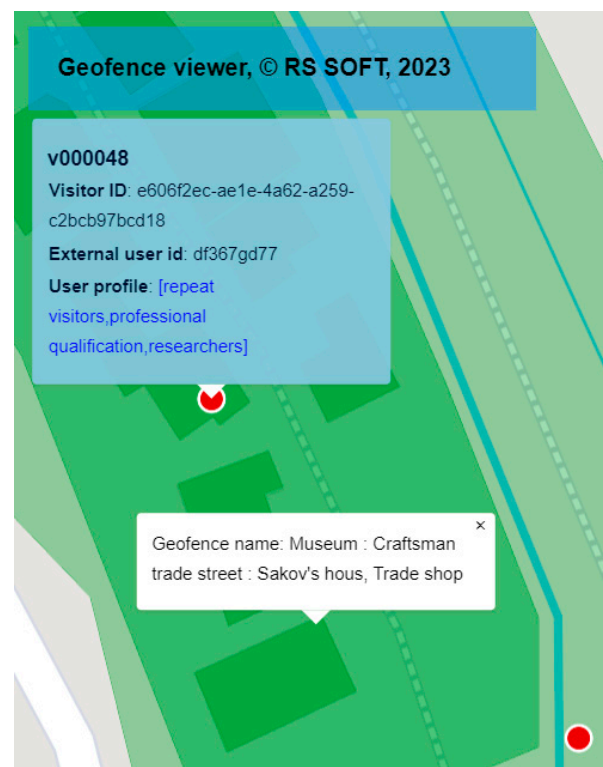 Geofence viewer, © RS SOFT, 2023
v000048
Visitor ID: e606f2ec-ae1e-4a62-a259-
c2bcb97bcd18
External user id: df367gd77
User profile: [repeat
visitors,professional
qualification,researchers]
×
Geofence name: Museum : Craftsman
trade street : Sakov's hous, Trade shop